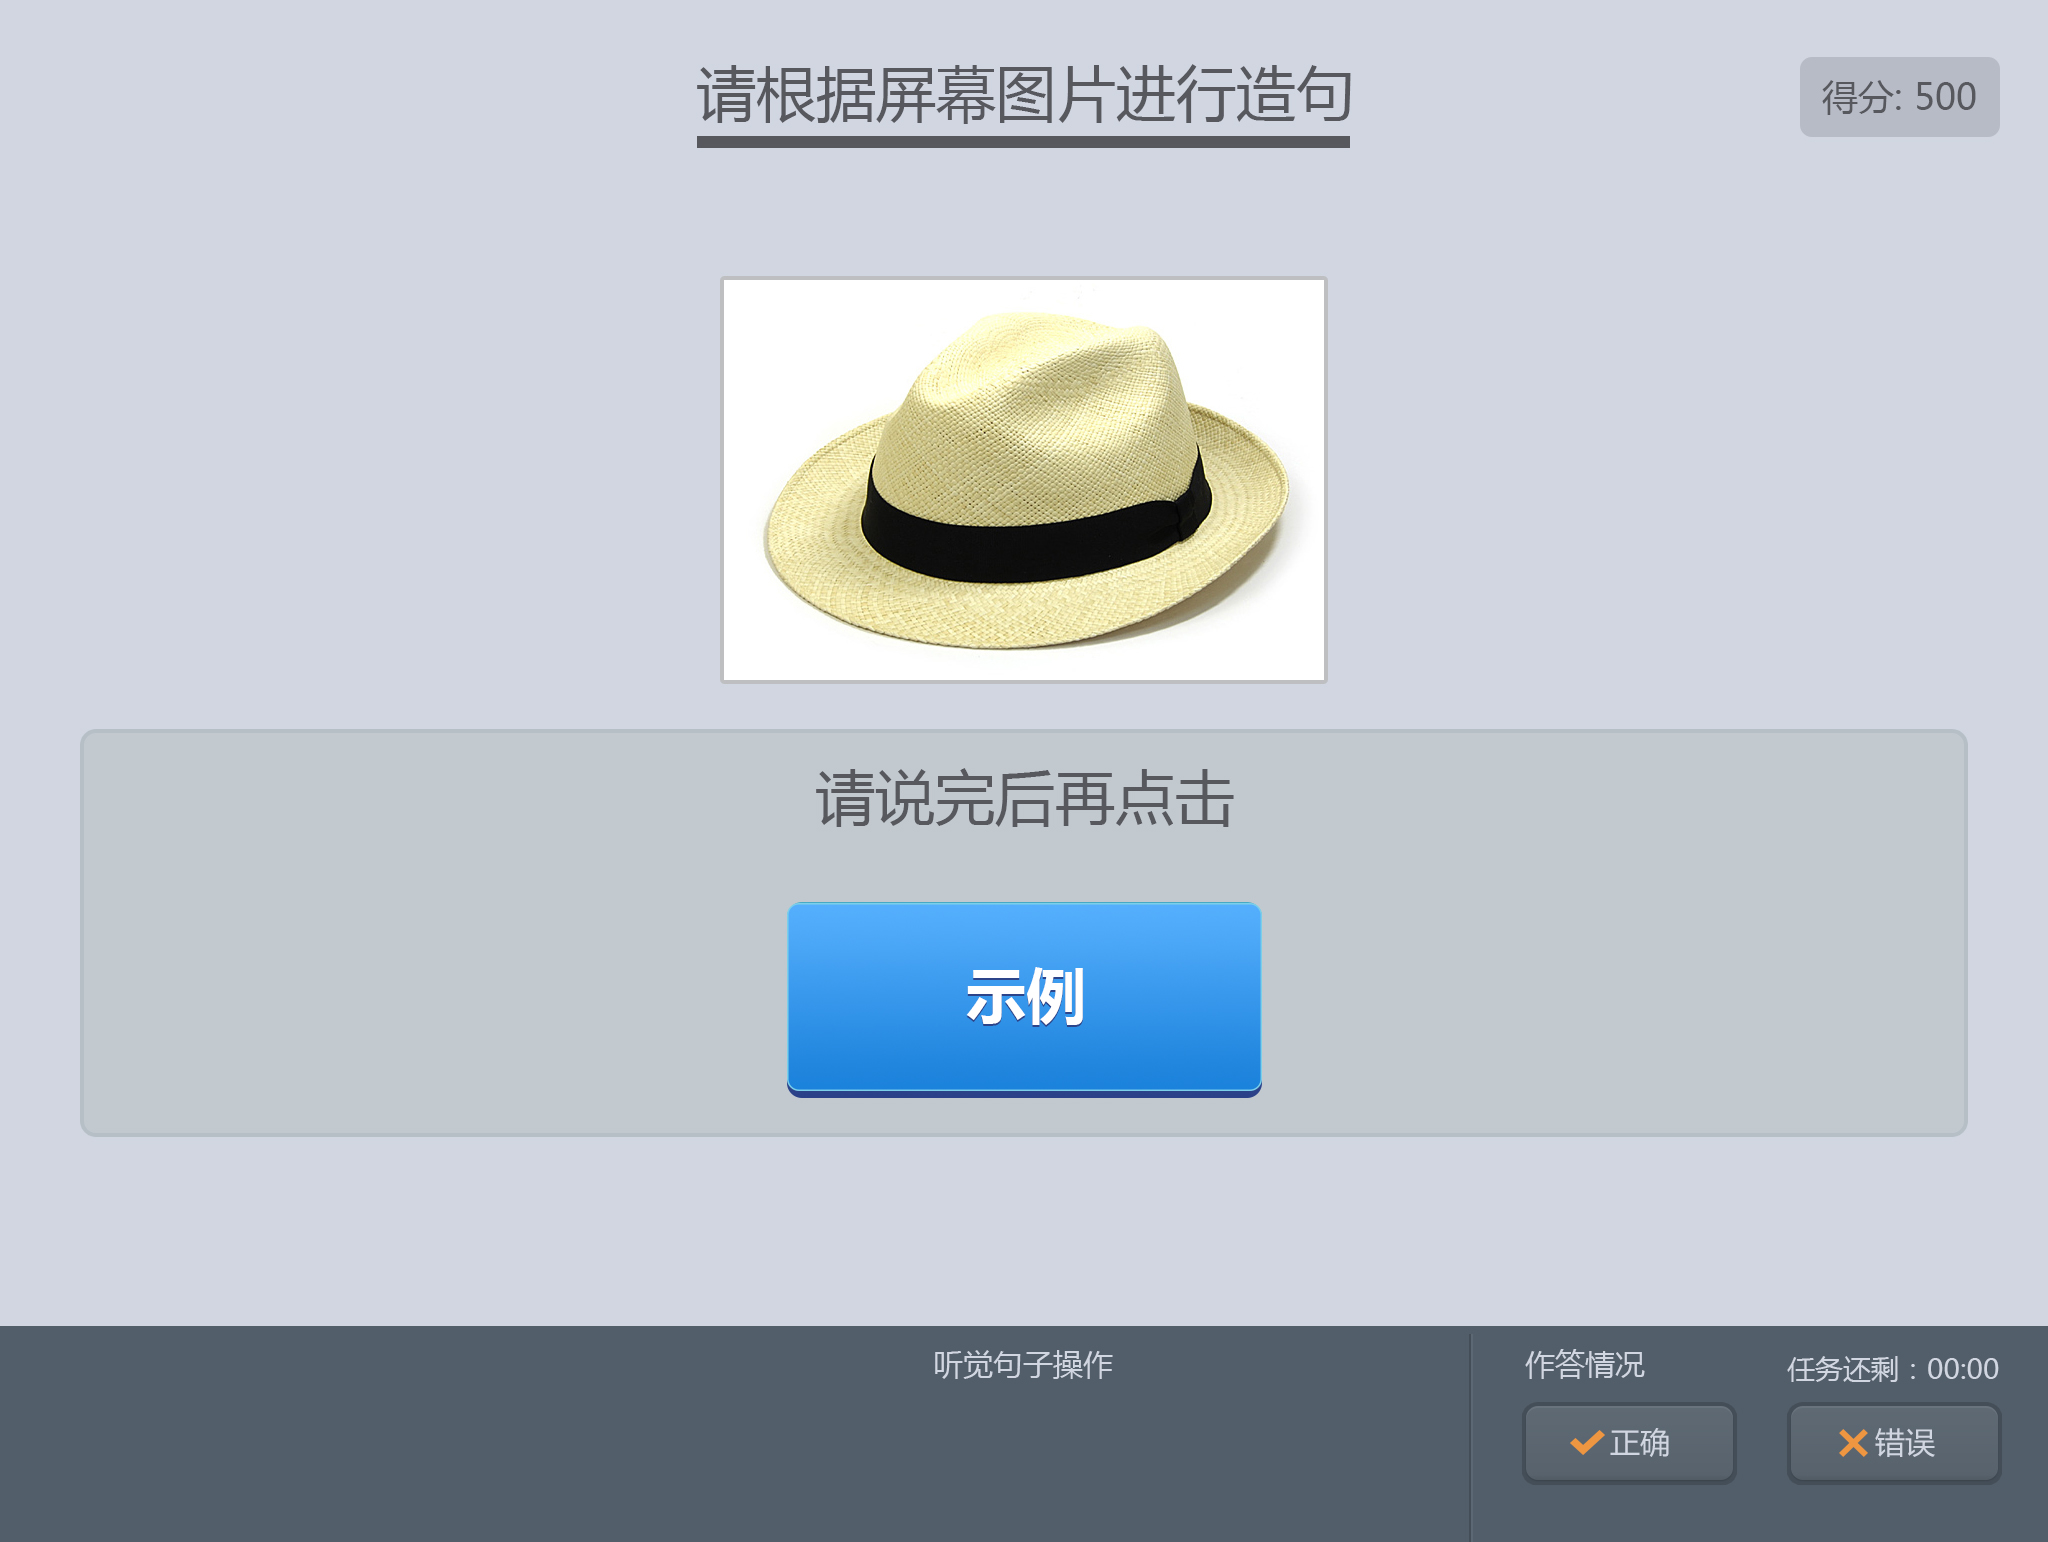 请根据屏幕图片进行造句
得分: 500
请说完后再点击
示例
听觉句子操作
作答情况
任务还剩：00:00
正确
错误